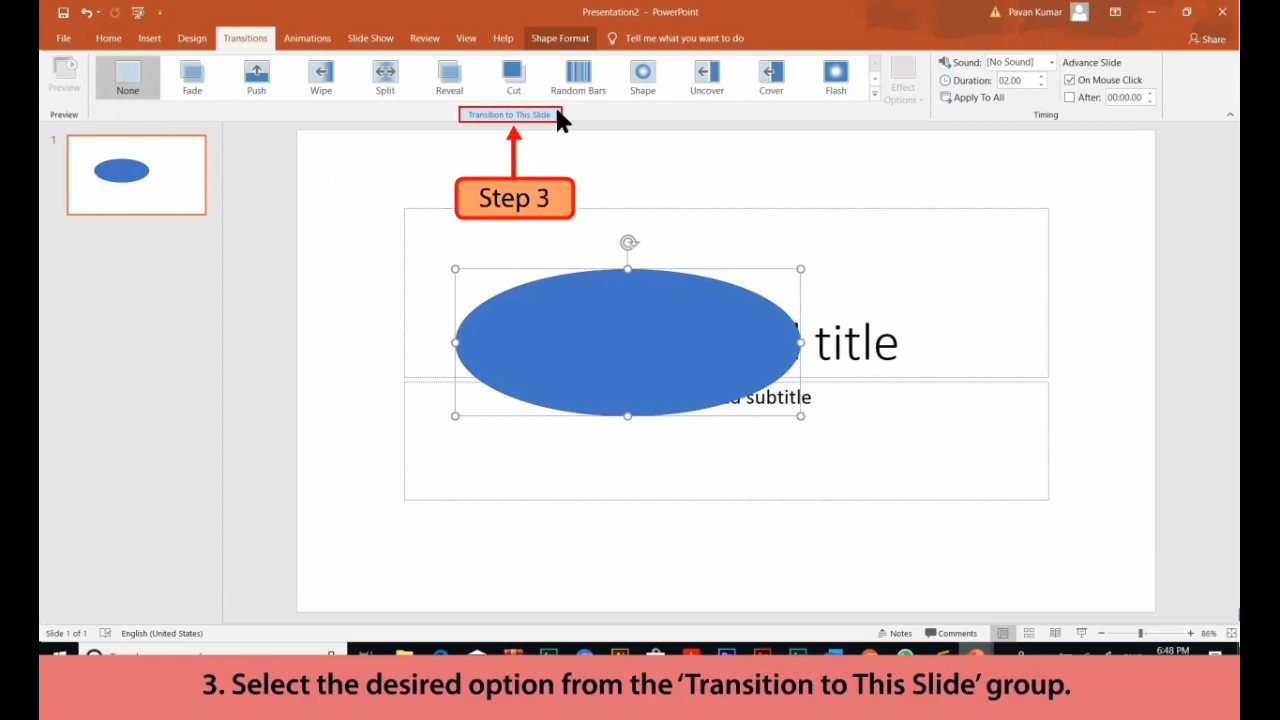 Presentation2 - PowerPoint
Pavan Kumar
File Home Insert Design Transitions Animations Slide Show Review View Help Shape Format Tell me what you want to do
Share
Preview None Fade Push Wipe Split Reveal Cut Random Bars Shape Uncover Cover Flash Effect Options
Sound: [No Sound] Advance Slide
Duration: 02.00 On Mouse Click
Apply To All After: 00:00.00
Preview Transition to This Slide Timing
1
Step 3
title
subtitle
Slide 1 of 1 English (United States) Notes Comments 86%
6:48 PM
3. Select the desired option from the ‘Transition to This Slide’ group.